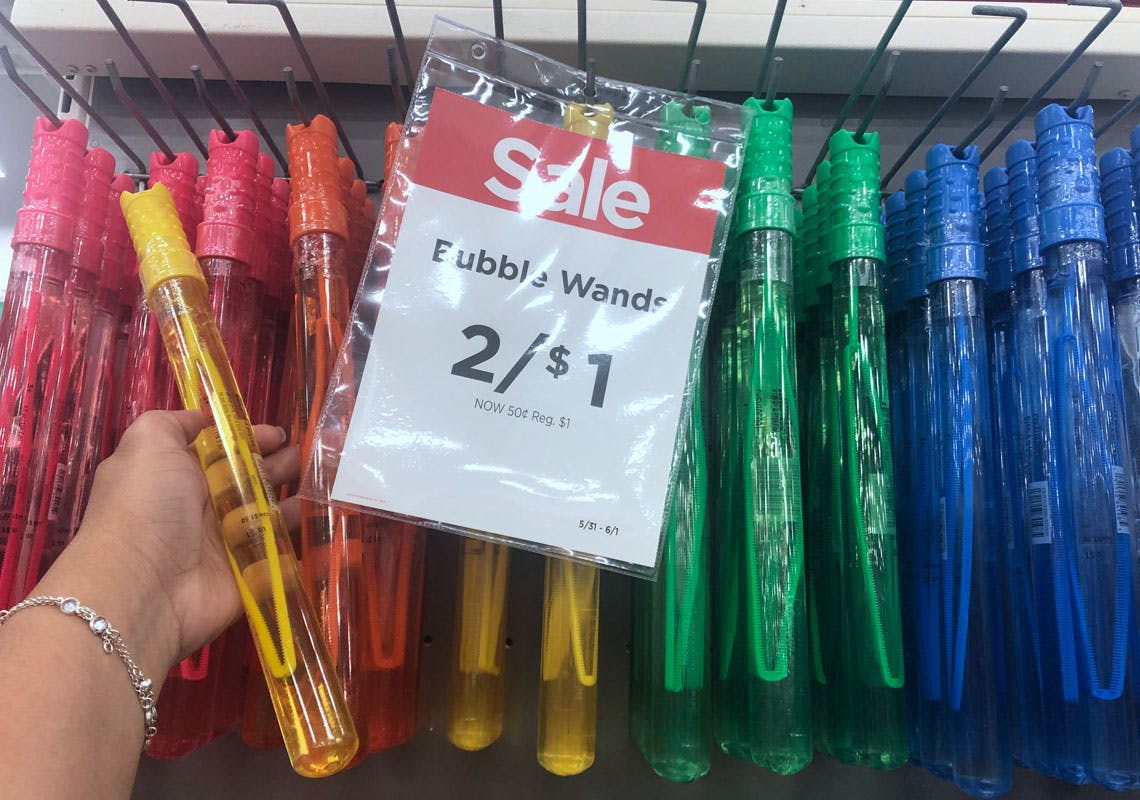 Sale
Bubble Wands
2/$1
NOW 50¢ Reg. $1
5/31 - 6/1